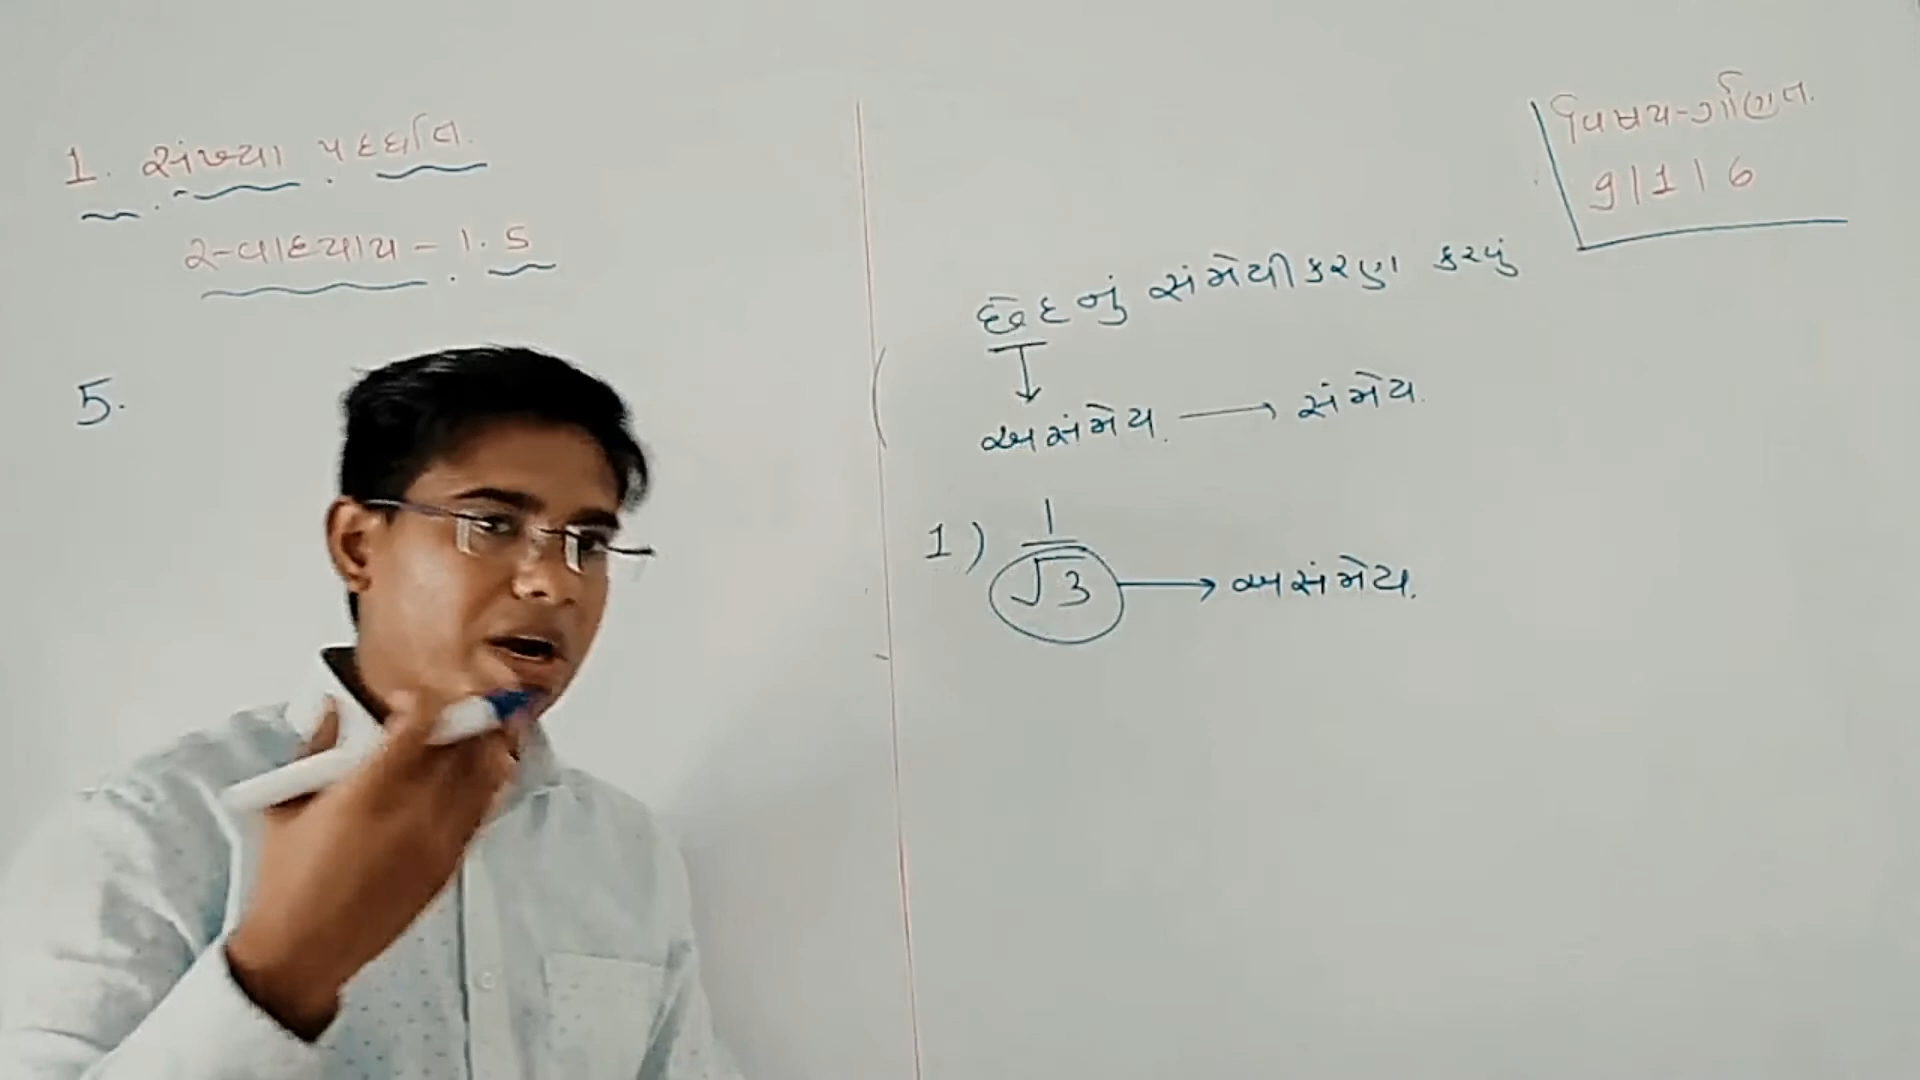 1. સંખ્યા પદ્ધતિ.
સ્વાધ્યાય - 1.5
5.
વિષય-ગણિત.
9|1|6
છેદનું સંમેયીકરણ કરવું
અસંમેય. → સંમેય.
1) 1/√3 → અસંમેય.